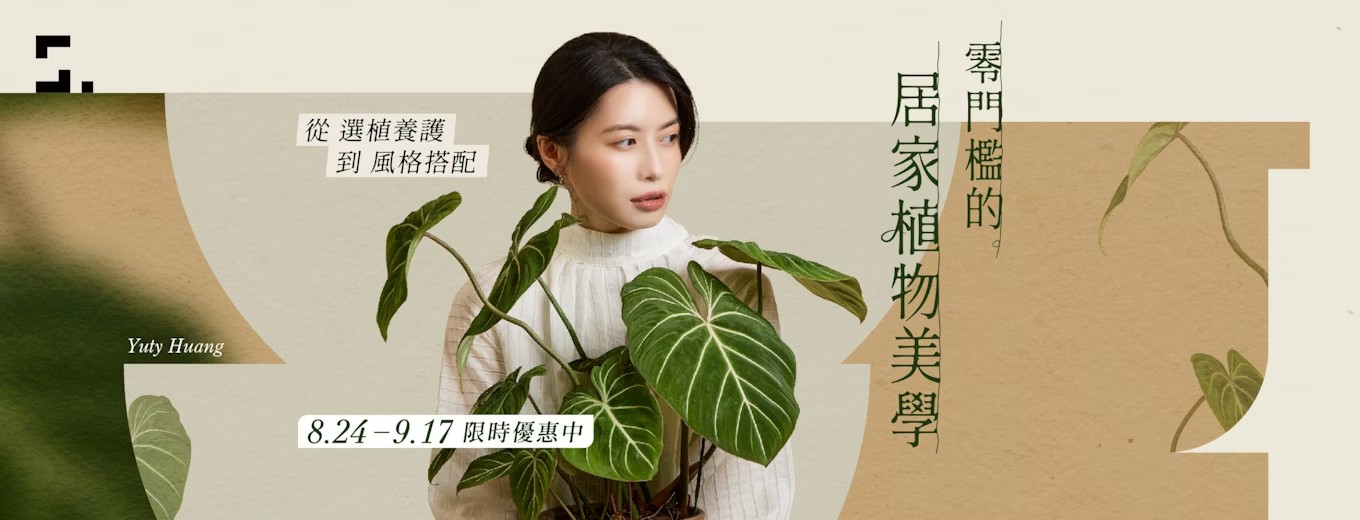 零門檻的
居家植物美學
從 選植養護
到 風格搭配
Yuty Huang
8.24–9.17 限時優惠中